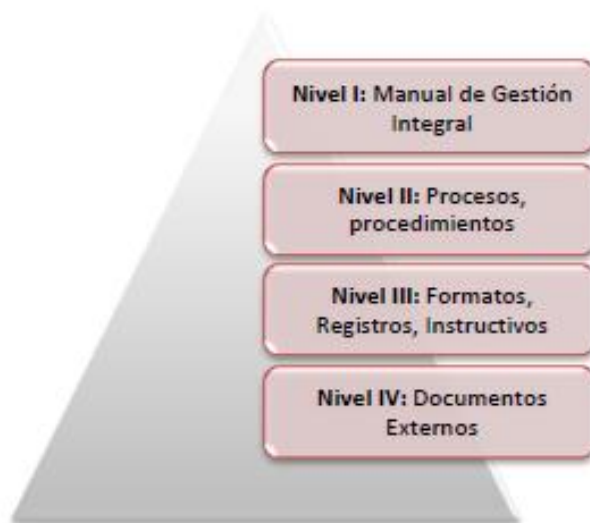 Nivel I: Manual de Gestión
Integral
Nivel II: Procesos,
procedimientos
Nivel III: Formatos,
Registros, Instructivos
Nivel IV: Documentos
Externos